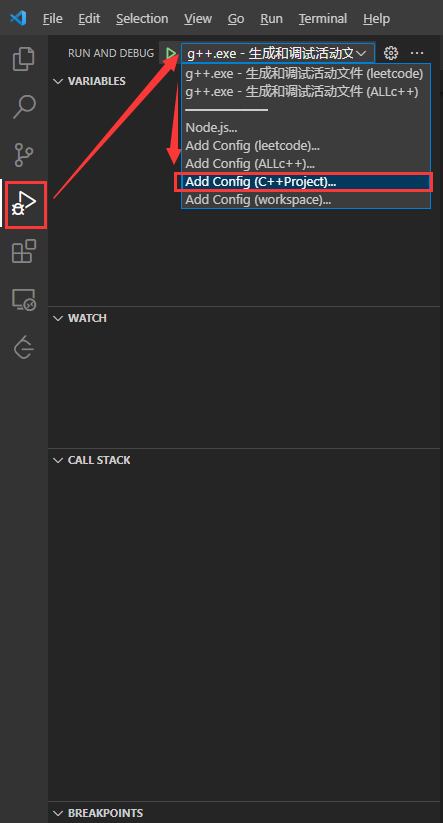 File Edit Selection View Go Run Terminal Help
RUN AND DEBUG g++.exe - 生成和调试活动文
VARIABLES
g++.exe - 生成和调试活动文件 (leetcode)
g++.exe - 生成和调试活动文件 (ALLc++)
Node.js...
Add Config (leetcode)...
Add Config (ALLc++)...
Add Config (C++Project)...
Add Config (workspace)...
WATCH
CALL STACK
BREAKPOINTS